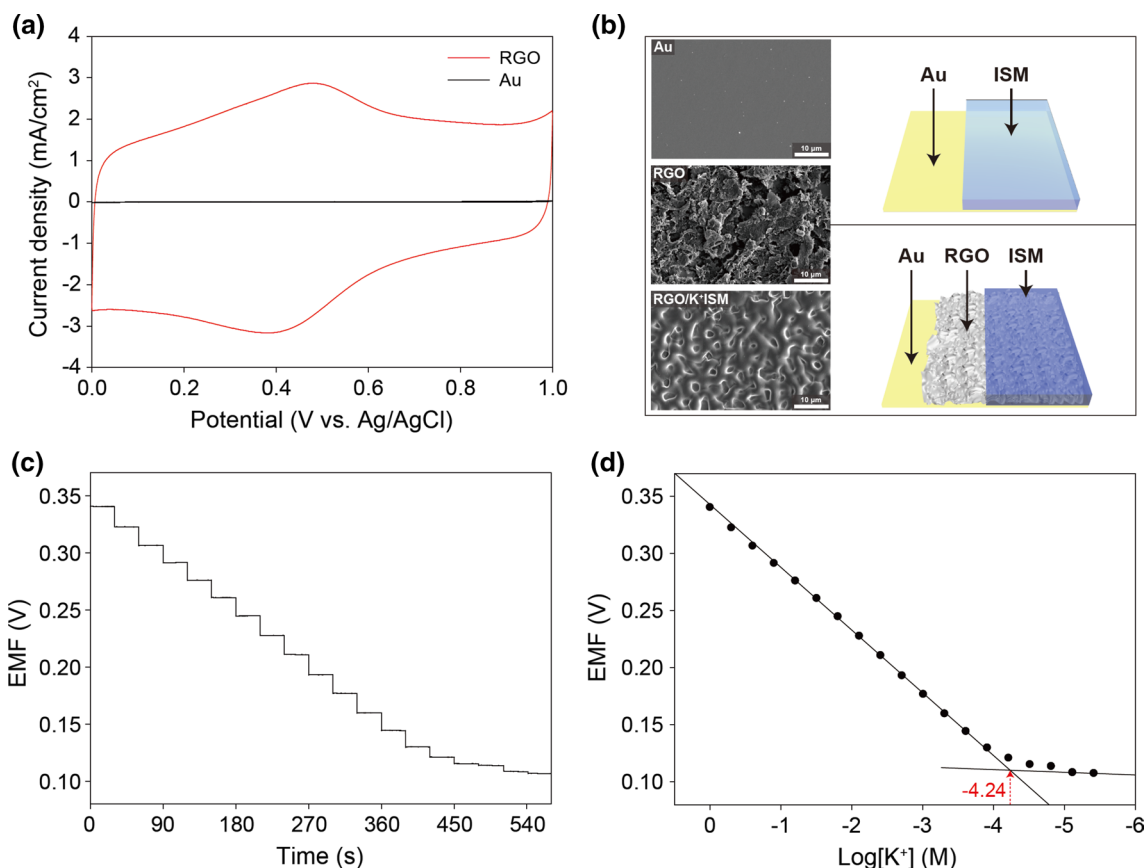 (a)
RGO
Au
Current density (mA/cm²)
4
3
2
1
0
-1
-2
-3
-4
0.0 0.2 0.4 0.6 0.8 1.0
Potential (V vs. Ag/AgCl)
(b)
Au
10 µm
RGO
10 µm
RGO/K⁺ISM
10 µm
Au ISM
Au RGO ISM
(c)
EMF (V)
0.35
0.30
0.25
0.20
0.15
0.10
0 90 180 270 360 450 540
Time (s)
(d)
EMF (V)
0.35
0.30
0.25
0.20
0.15
0.10
-4.24
0 -1 -2 -3 -4 -5 -6
Log[K⁺] (M)